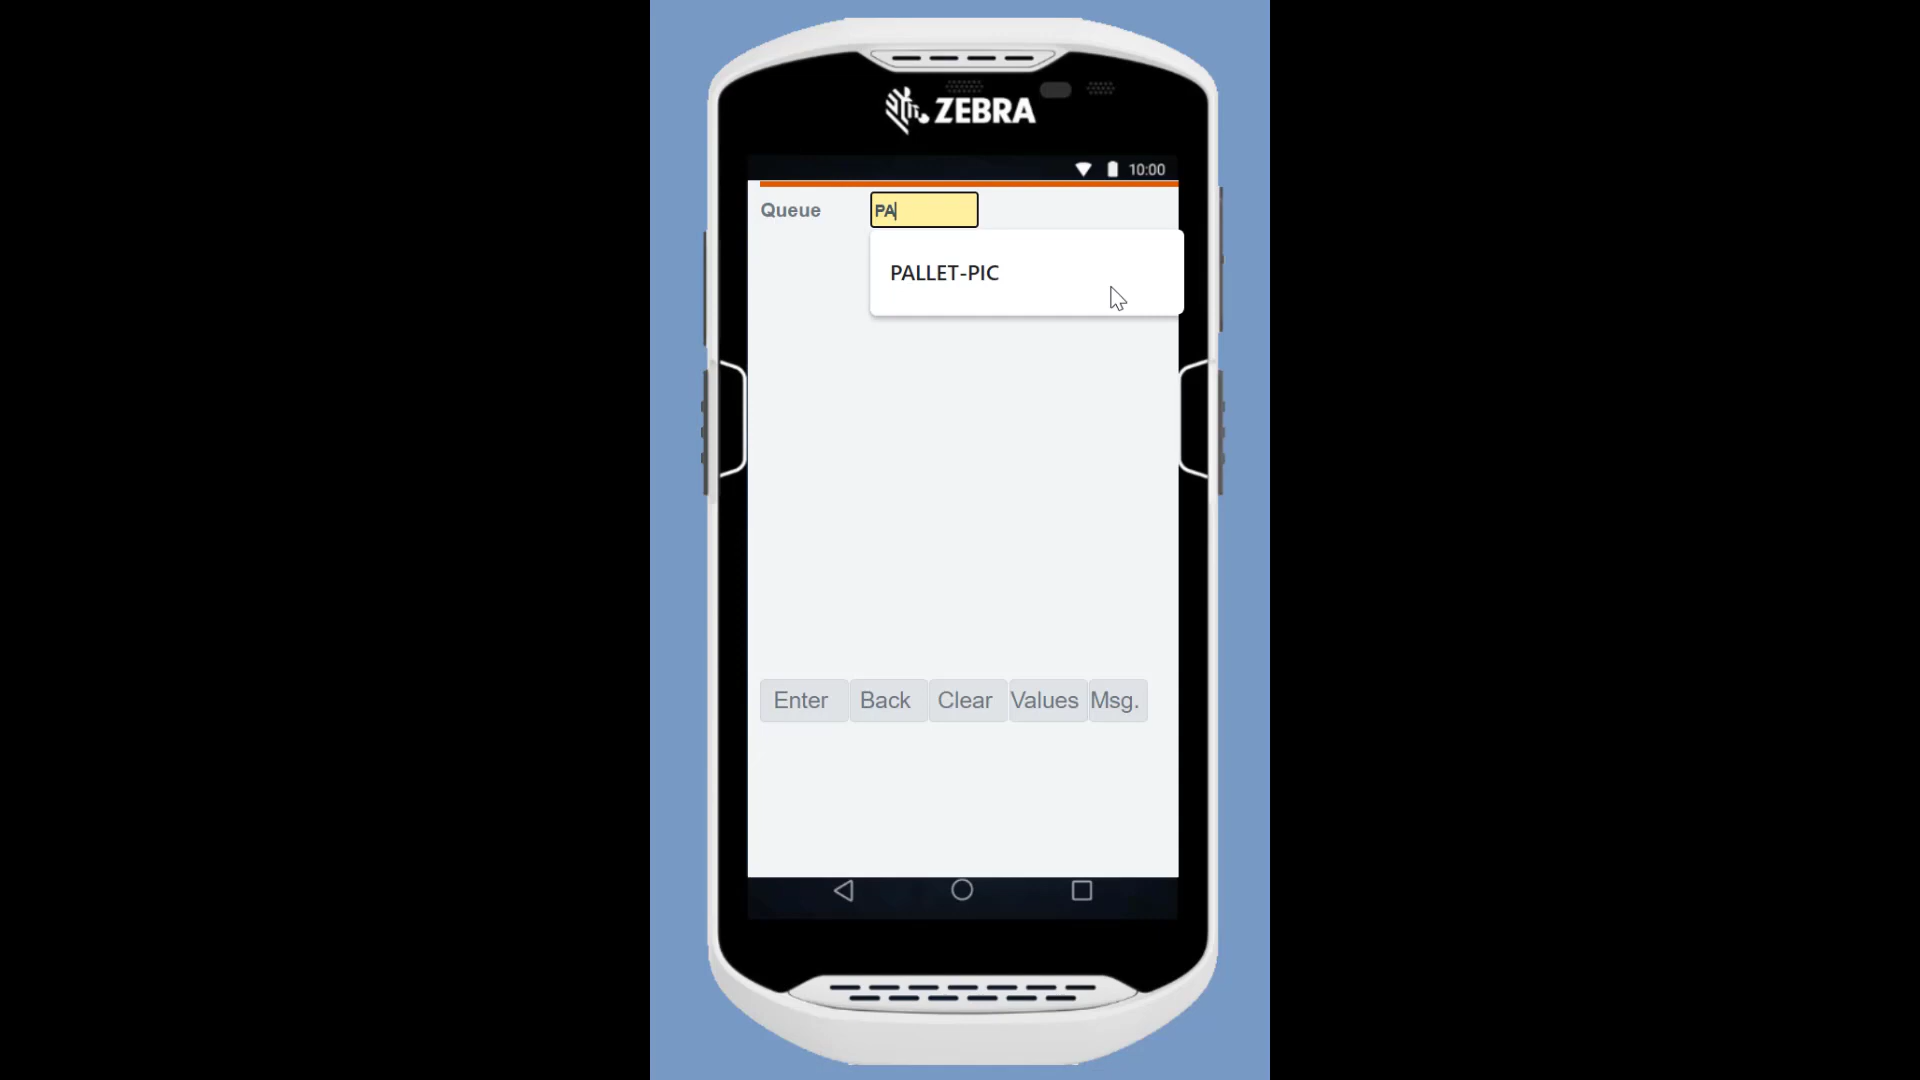 ZEBRA
10:00
Queue PA
PALLET-PIC
Enter Back Clear Values Msg.